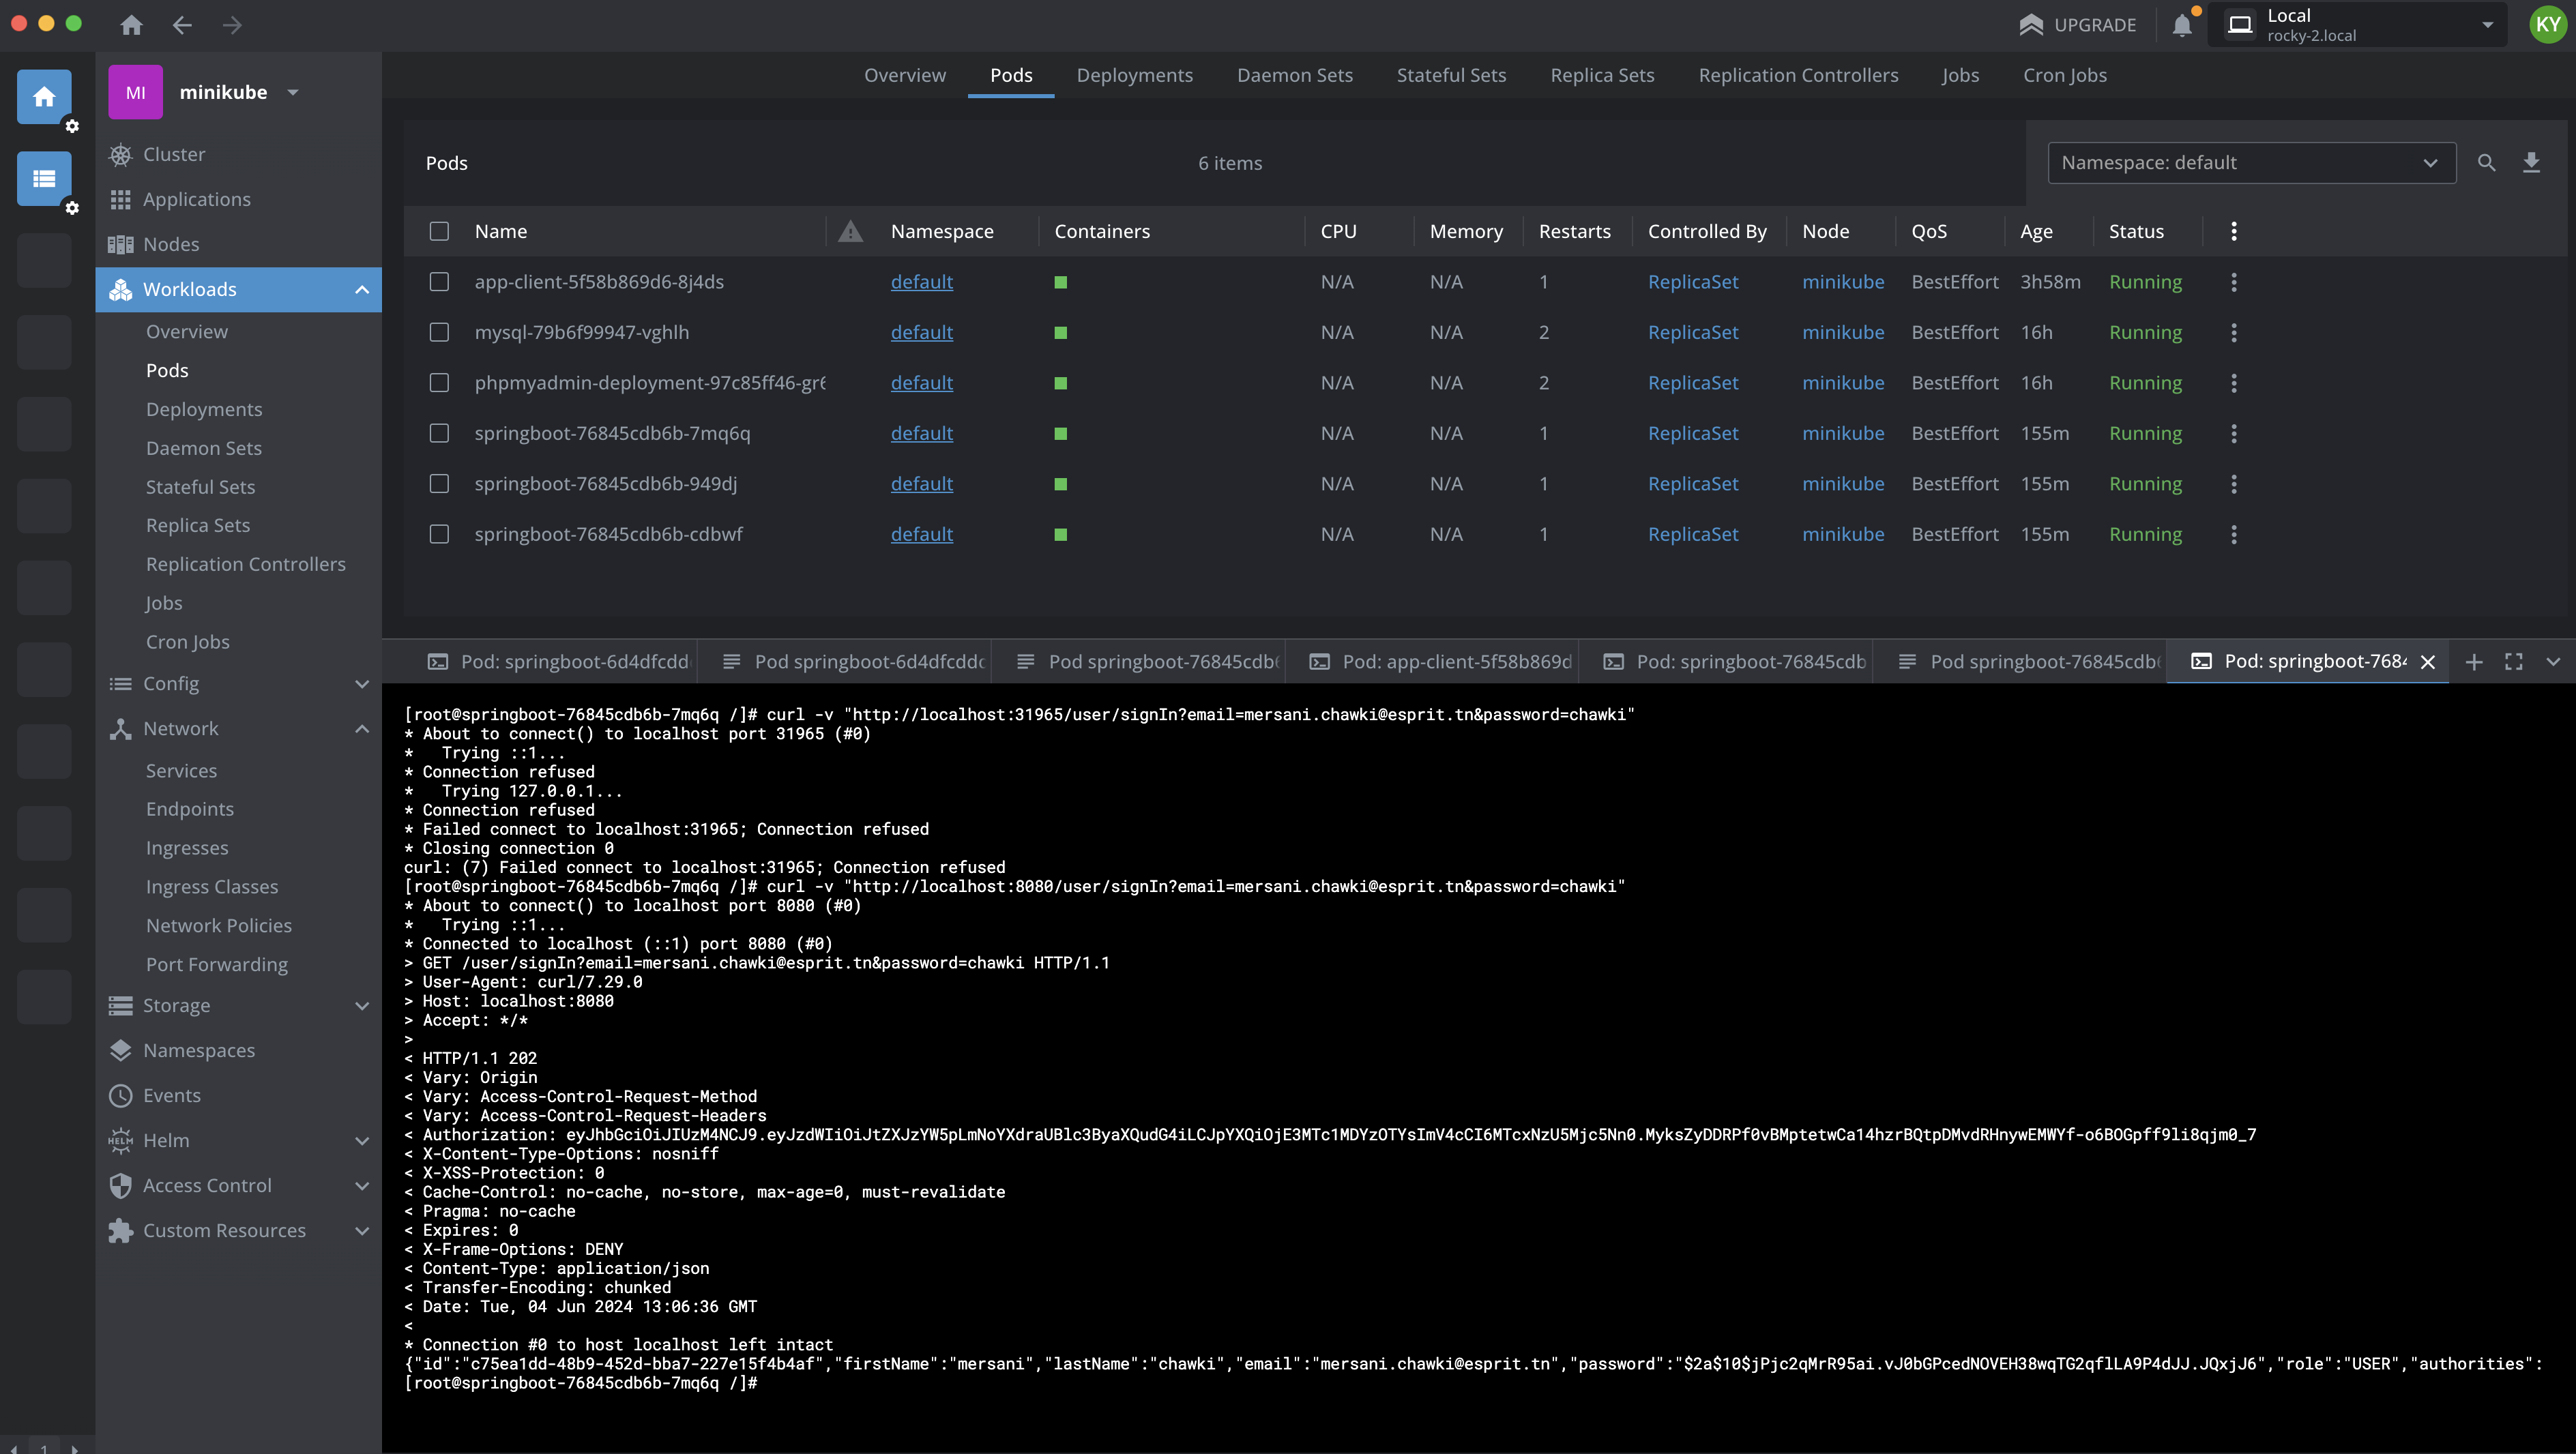 UPGRADE
Local
rocky-2.local
KY
MI
minikube
Cluster
Applications
Nodes
Workloads
Overview
Pods
Deployments
Daemon Sets
Stateful Sets
Replica Sets
Replication Controllers
Jobs
Cron Jobs
Config
Network
Services
Endpoints
Ingresses
Ingress Classes
Network Policies
Port Forwarding
Storage
Namespaces
Events
HELM
Helm
Access Control
Custom Resources
1
Overview Pods Deployments Daemon Sets Stateful Sets Replica Sets Replication Controllers Jobs Cron Jobs
Pods 6 items Namespace: default
Name Namespace Containers CPU Memory Restarts Controlled By Node QoS Age Status
app-client-5f58b869d6-8j4ds default N/A N/A 1 ReplicaSet minikube BestEffort 3h58m Running
mysql-79b6f99947-vghlh default N/A N/A 2 ReplicaSet minikube BestEffort 16h Running
phpmyadmin-deployment-97c85ff46-gr6 default N/A N/A 2 ReplicaSet minikube BestEffort 16h Running
springboot-76845cdb6b-7mq6q default N/A N/A 1 ReplicaSet minikube BestEffort 155m Running
springboot-76845cdb6b-949dj default N/A N/A 1 ReplicaSet minikube BestEffort 155m Running
springboot-76845cdb6b-cdbwf default N/A N/A 1 ReplicaSet minikube BestEffort 155m Running
Pod: springboot-6d4dfcdd Pod springboot-6d4dfcddc Pod springboot-76845cdb6 Pod: app-client-5f58b869d Pod: springboot-76845cdb Pod springboot-76845cdb6 Pod: springboot-7684
[root@springboot-76845cdb6b-7mq6q /]# curl -v "http://localhost:31965/user/signIn?email=mersani.chawki@esprit.tn&password=chawki"
* About to connect() to localhost port 31965 (#0)
*   Trying ::1...
* Connection refused
*   Trying 127.0.0.1...
* Connection refused
* Failed connect to localhost:31965; Connection refused
* Closing connection 0
curl: (7) Failed connect to localhost:31965; Connection refused
[root@springboot-76845cdb6b-7mq6q /]# curl -v "http://localhost:8080/user/signIn?email=mersani.chawki@esprit.tn&password=chawki"
* About to connect() to localhost port 8080 (#0)
*   Trying ::1...
* Connected to localhost (::1) port 8080 (#0)
> GET /user/signIn?email=mersani.chawki@esprit.tn&password=chawki HTTP/1.1
> User-Agent: curl/7.29.0
> Host: localhost:8080
> Accept: */*
>
< HTTP/1.1 202
< Vary: Origin
< Vary: Access-Control-Request-Method
< Vary: Access-Control-Request-Headers
< Authorization: eyJhbGciOiJIUzM4NCJ9.eyJzdWIiOiJtZXJzYW5pLmNoYXdraUBlc3ByaXQudG4iLCJpYXQiOjE3MTc1MDYzOTYsImV4cCI6MTcxNzU5Mjc5Nn0.MyksZyDDRPf0vBMptetwCa14hzrBQtpDMvdRHnywEMWYf-o6BOGpff9li8qjm0_7
< X-Content-Type-Options: nosniff
< X-XSS-Protection: 0
< Cache-Control: no-cache, no-store, max-age=0, must-revalidate
< Pragma: no-cache
< Expires: 0
< X-Frame-Options: DENY
< Content-Type: application/json
< Transfer-Encoding: chunked
< Date: Tue, 04 Jun 2024 13:06:36 GMT
<
* Connection #0 to host localhost left intact
{"id":"c75ea1dd-48b9-452d-bba7-227e15f4b4af","firstName":"mersani","lastName":"chawki","email":"mersani.chawki@esprit.tn","password":"$2a$10$jPjc2qMrR95ai.vJ0bGPcedNOVEH38wqTG2qflLA9P4dJJ.JQxjJ6","role":"USER","authorities":
[root@springboot-76845cdb6b-7mq6q /]#